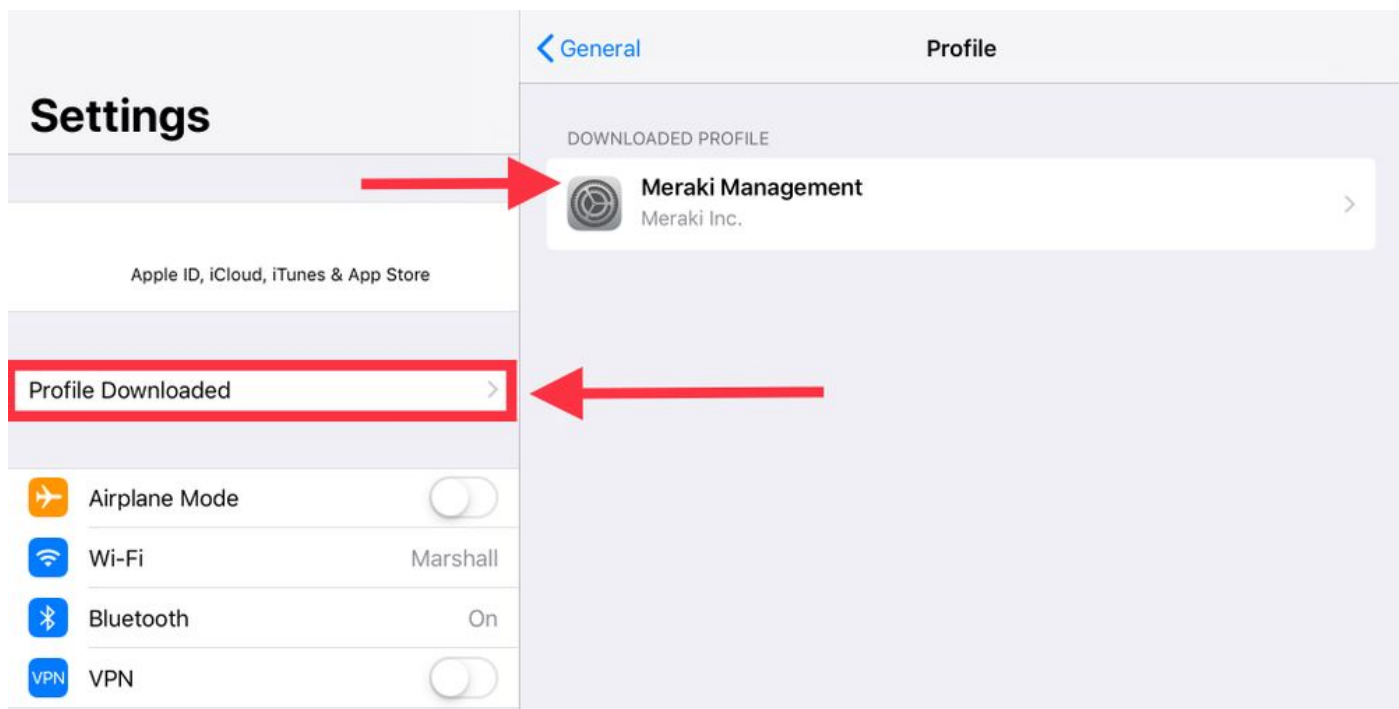 Settings
Apple ID, iCloud, iTunes & App Store
Profile Downloaded
Airplane Mode
Wi-Fi Marshall
Bluetooth On
VPN VPN
General Profile
DOWNLOADED PROFILE
Meraki Management
Meraki Inc.